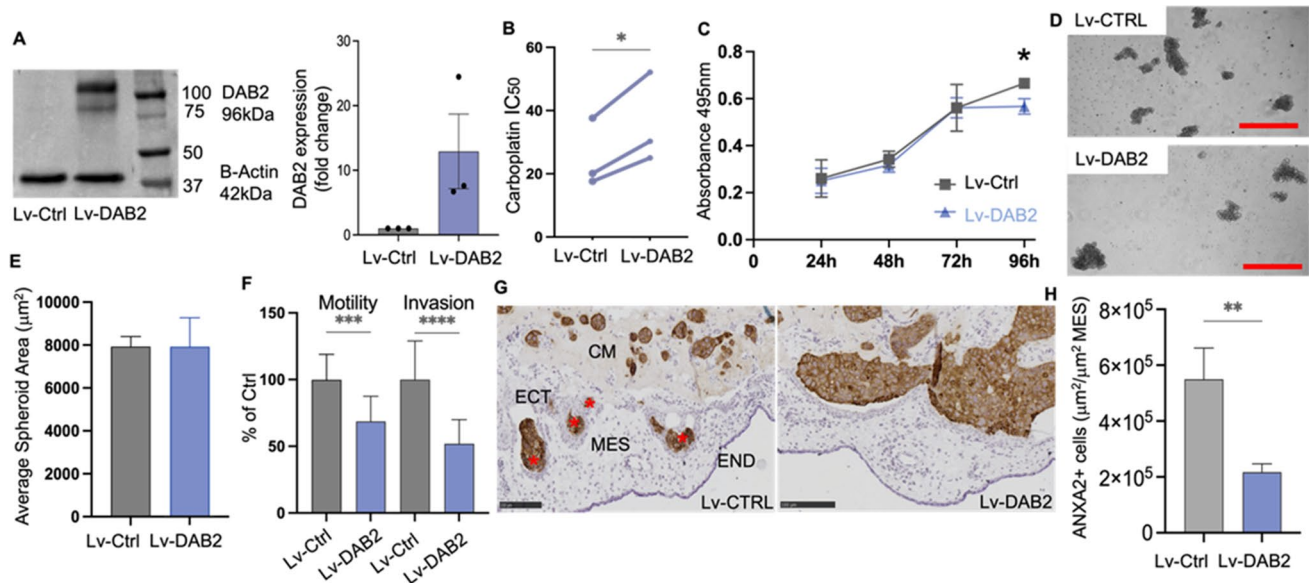 A
100
75
50
37
DAB2
96kDa
B-Actin
42kDa
Lv-Ctrl Lv-DAB2
DAB2 expression
(fold change)
30
20
10
0
Lv-Ctrl Lv-DAB2
B
Carboplatin IC50
60
40
20
0
*
Lv-Ctrl Lv-DAB2
C
Absorbance 495nm
0.8
0.6
0.4
0.2
0.0
*
Lv-Ctrl
Lv-DAB2
0 24h 48h 72h 96h
D
Lv-CTRL
Lv-DAB2
E
Average Spheroid Area (μm²)
10000
8000
6000
4000
2000
0
Lv-Ctrl Lv-DAB2
F
% of Ctrl
150
100
50
0
Motility Invasion
*** ****
Lv-Ctrl Lv-DAB2 Lv-Ctrl Lv-DAB2
G
CM
ECT
* * * *
MES
END
Lv-CTRL
Lv-DAB2
H
ANXA2+ cells (μm²/μm² MES)
8×10⁵
6×10⁵
4×10⁵
2×10⁵
0
**
Lv-Ctrl Lv-DAB2